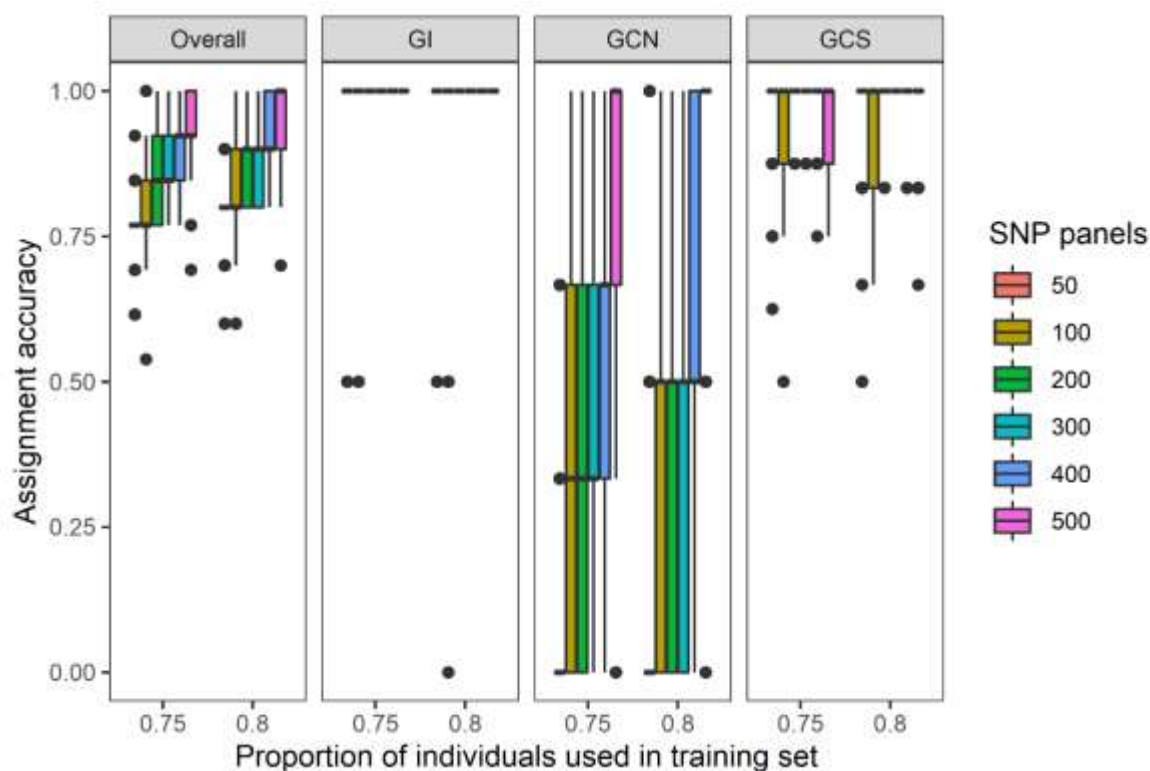 Overall GI GCN GCS
1.00
0.75
0.50
0.25
0.00
Assignment accuracy
0.75 0.8 0.75 0.8 0.75 0.8 0.75 0.8
Proportion of individuals used in training set
SNP panels
50
100
200
300
400
500